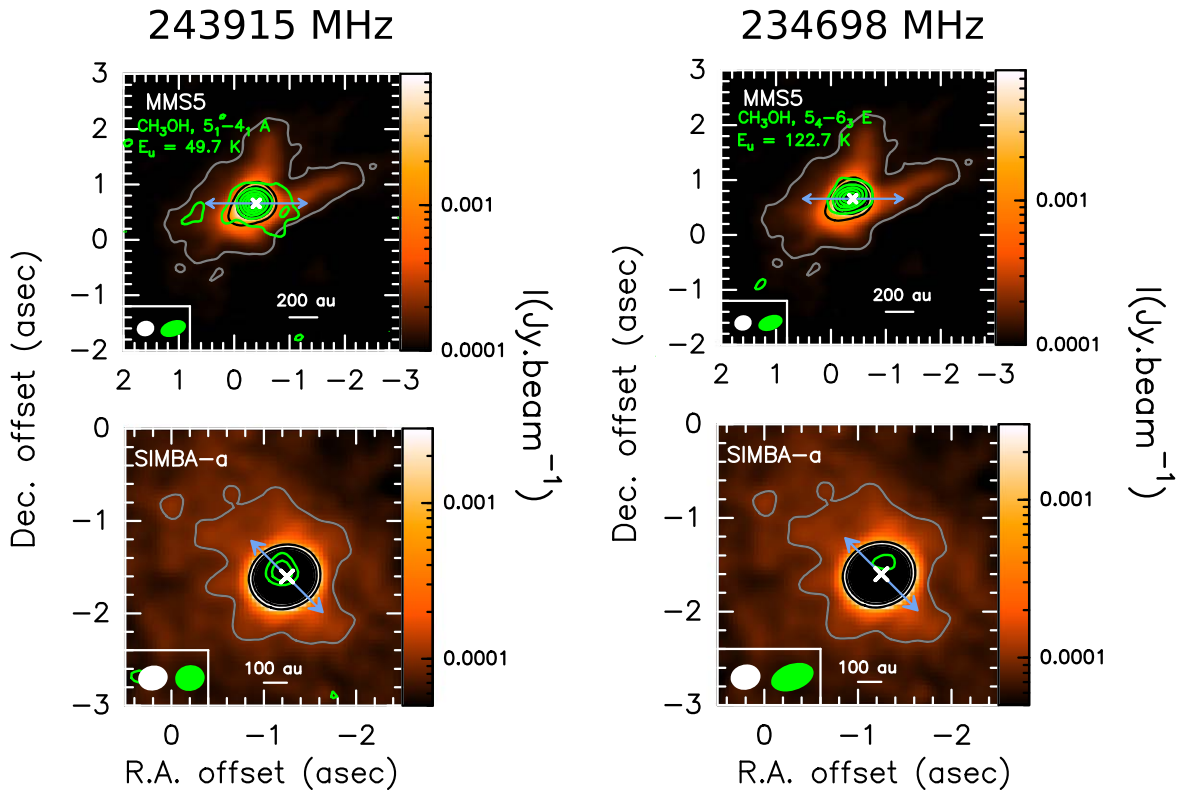 243915 MHz
234698 MHz
MMS5
CH₃OH, 5₁−4₁ A
Eᵤ = 49.7 K
3
2
1
0
−1
−2
200 au
2 1 0 −1 −2 −3
0.001
0.0001
I(Jy.beam⁻¹)
MMS5
CH₃OH, 5₄−6₃ E
Eᵤ = 122.7 K
3
2
1
0
−1
−2
200 au
2 1 0 −1 −2 −3
0.001
0.0001
I(Jy.beam⁻¹)
Dec. offset (asec)
SIMBA−a
0
−1
−2
−3
100 au
0 −1 −2
0.001
0.0001
R.A. offset (asec)
Dec. offset (asec)
SIMBA−a
0
−1
−2
−3
100 au
0 −1 −2
0.001
0.0001
R.A. offset (asec)